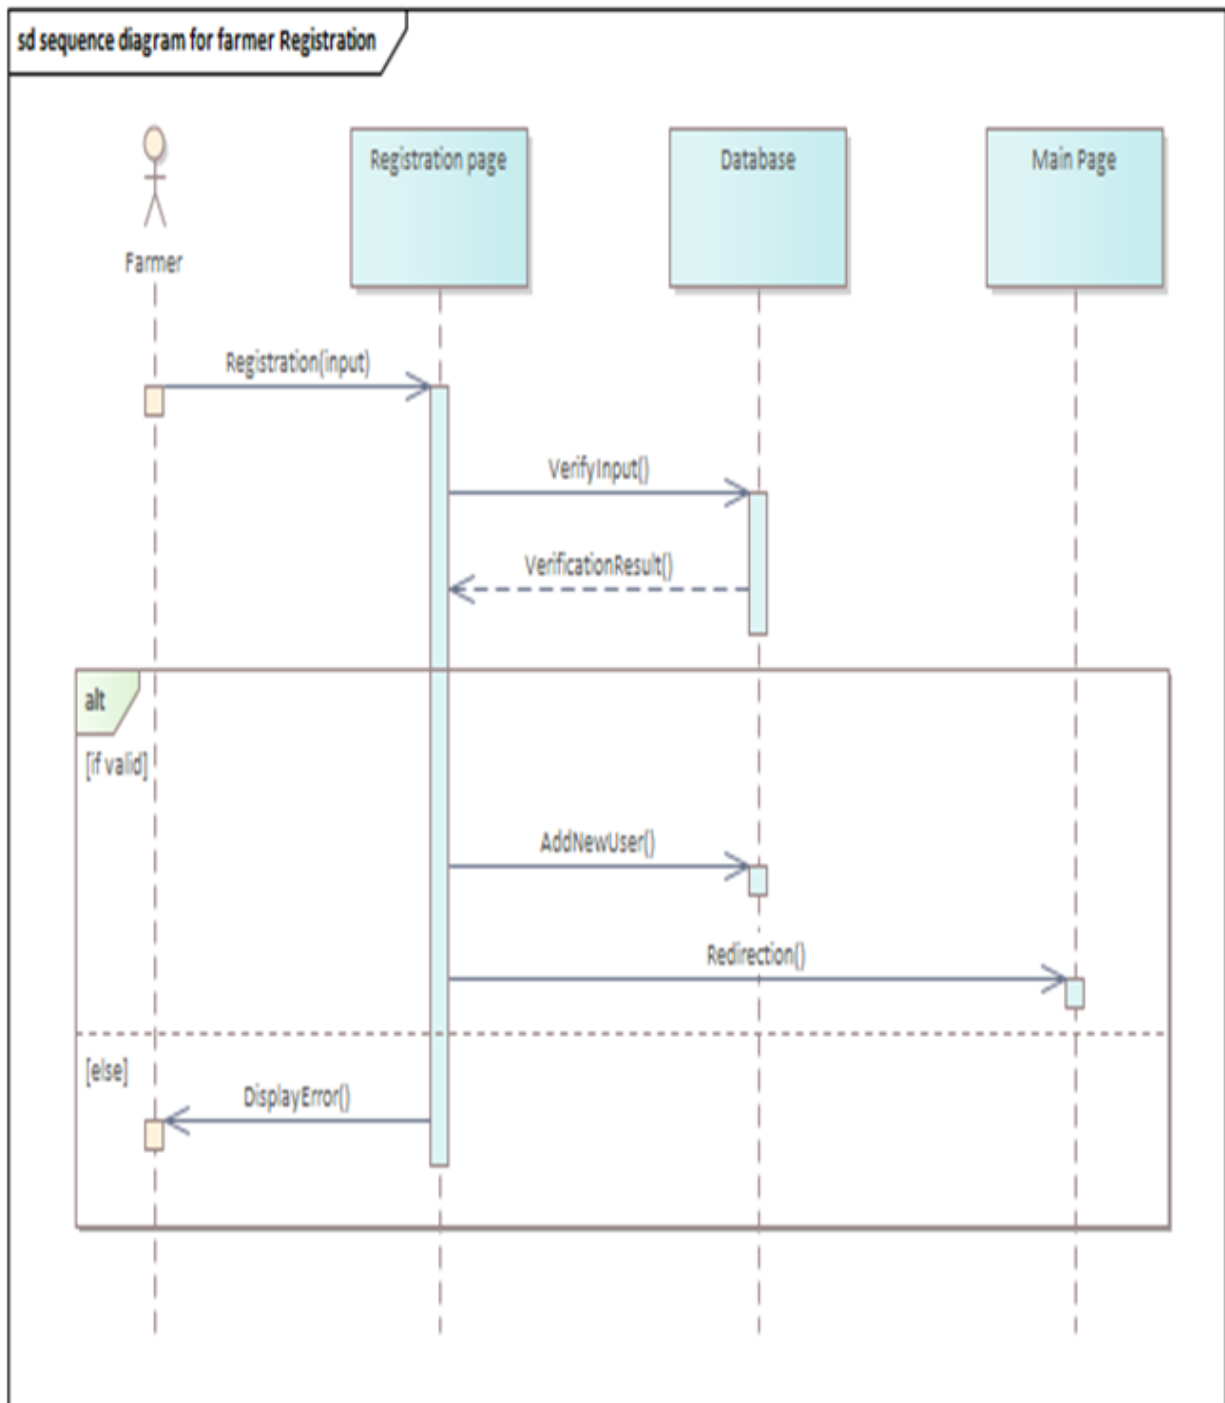 sd sequence diagram for farmer Registration
Farmer
Registration page
Database
Main Page
Registration(input)
VerifyInput()
VerificationResult()
alt
[if valid]
AddNewUser()
Redirection()
[else]
DisplayError()